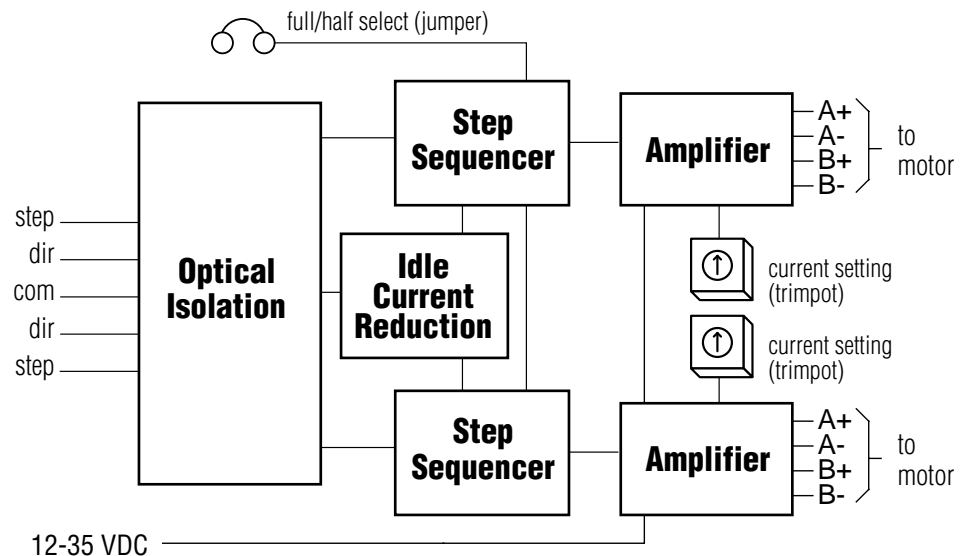 full/half select (jumper)
Step
Sequencer
Amplifier
A+
A-
B+
B-
to
motor
step
dir
com
dir
step
Optical
Isolation
Idle
Current
Reduction
current setting
(trimpot)
current setting
(trimpot)
Step
Sequencer
Amplifier
A+
A-
B+
B-
to
motor
12-35 VDC